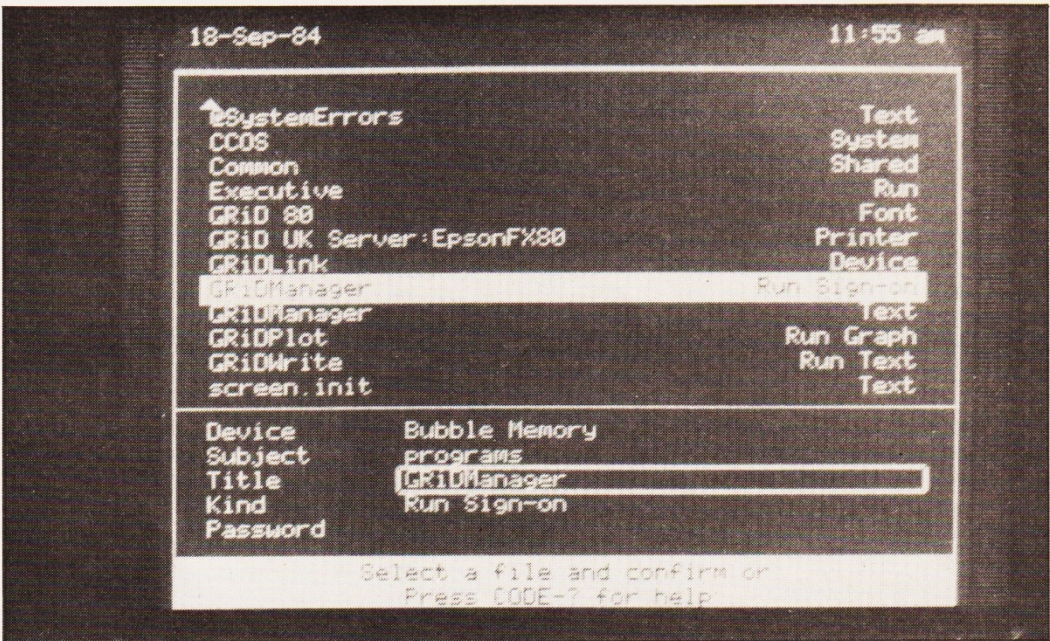 18-Sep-84 11:55 am
@SystemErrors Text
CCOS System
Common Shared
Executive Run
GRiD 80 Font
GRiD UK Server:EpsonFX80 Printer
GRiDLink Device
GRiDManager Run Sign-on
GRiDManager Text
GRiDPlot Run Graph
GRiDWrite Run Text
screen.init Text
Device Bubble Memory
Subject programs
Title GRiDManager
Kind Run Sign-on
Password
Select a file and confirm or
Press CODE-? for help